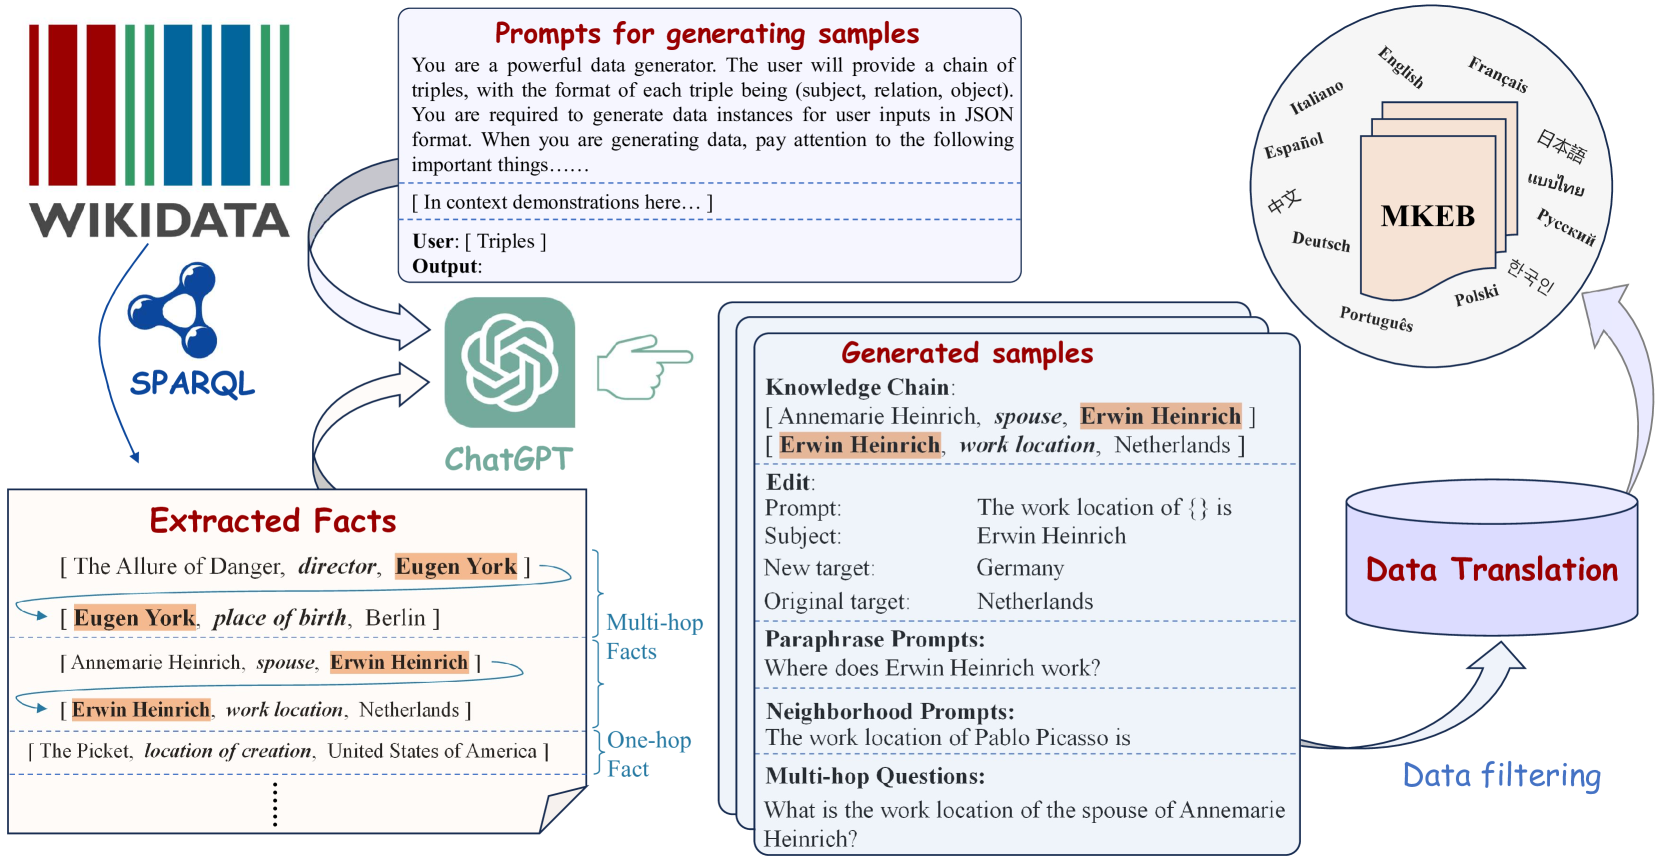 WIKIDATA
SPARQL
Prompts for generating samples
You are a powerful data generator. The user will provide a chain of
triples, with the format of each triple being (subject, relation, object).
You are required to generate data instances for user inputs in JSON
format. When you are generating data, pay attention to the following
important things……
[ In context demonstrations here… ]
User: [ Triples ]
Output:
ChatGPT
Extracted Facts
[ The Allure of Danger, director, Eugen York ]
[ Eugen York, place of birth, Berlin ]
[ Annemarie Heinrich, spouse, Erwin Heinrich ]
[ Erwin Heinrich, work location, Netherlands ]
[ The Picket, location of creation, United States of America ]
Multi-hop
Facts
One-hop
Fact
Generated samples
Knowledge Chain:
[ Annemarie Heinrich, spouse, Erwin Heinrich ]
[ Erwin Heinrich, work location, Netherlands ]
Edit:
Prompt: The work location of {} is
Subject: Erwin Heinrich
New target: Germany
Original target: Netherlands
Paraphrase Prompts:
Where does Erwin Heinrich work?
Neighborhood Prompts:
The work location of Pablo Picasso is
Multi-hop Questions:
What is the work location of the spouse of Annemarie
Heinrich?
Data filtering
Data Translation
MKEB
English
Français
Italiano
Español
日本語
แบบไทย
中文
Русский
Deutsch
한국인
Polski
Português